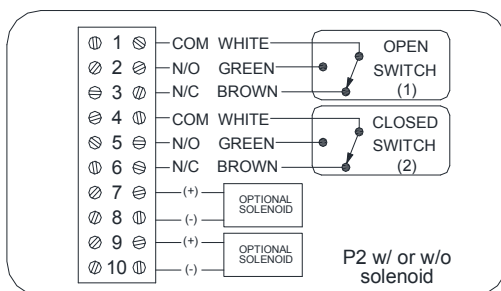 1 COM WHITE
2 N/O GREEN
3 N/C BROWN
OPEN
SWITCH
(1)
4 COM WHITE
5 N/O GREEN
6 N/C BROWN
CLOSED
SWITCH
(2)
7 (+)
8 (-)
OPTIONAL
SOLENOID
9 (+)
10 (-)
OPTIONAL
SOLENOID
P2 w/ or w/o
solenoid